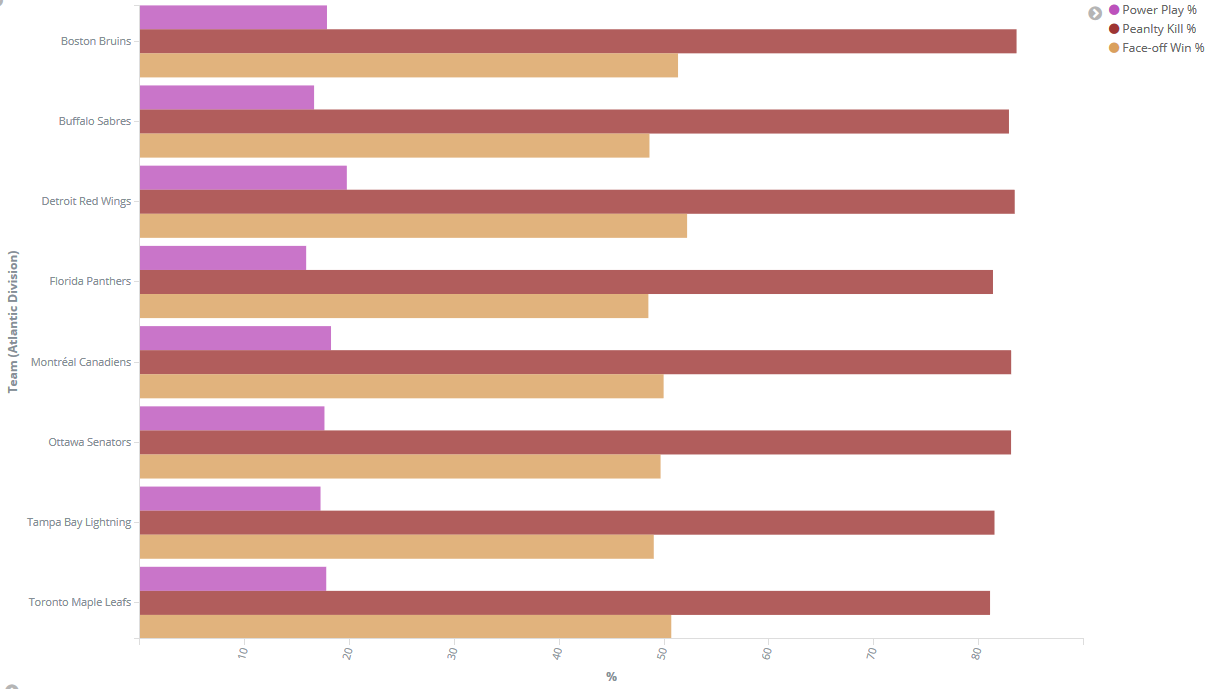 Power Play %
Peanlty Kill %
Face-off Win %
Team (Atlantic Division)
Boston Bruins
Buffalo Sabres
Detroit Red Wings
Florida Panthers
Montréal Canadiens
Ottawa Senators
Tampa Bay Lightning
Toronto Maple Leafs
10 20 30 40 50 60 70 80
%